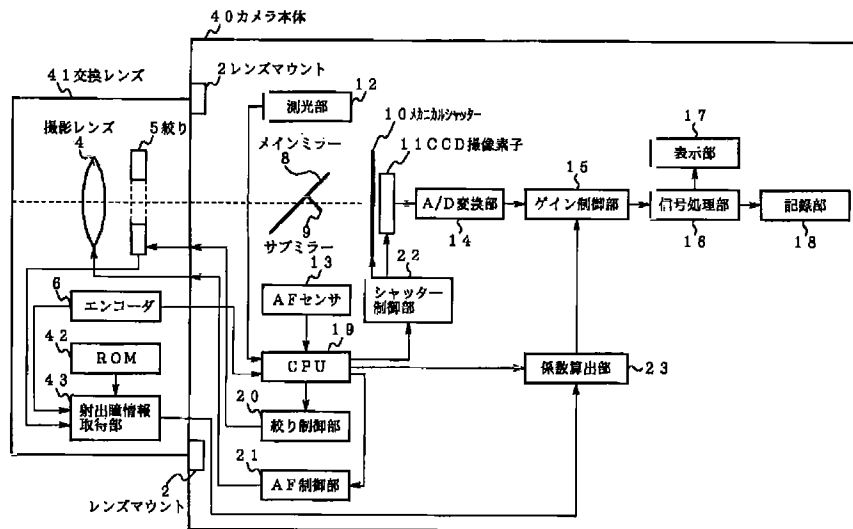 40カメラ本体
41交換レンズ
2レンズマウント
撮影レンズ
4
5絞り
測光部
12
メインミラー
8
9
サブミラー
10メカニカルシャッター
11CCD撮像素子
A/D変換部
14
15
ゲイン制御部
17
表示部
信号処理部
16
記録部
18
13
AFセンサ
22
シャッター
制御部
6
エンコーダ
42
ROM
43
射出瞳情報
取得部
19
CPU
20
絞り制御部
21
AF制御部
係数算出部
23
2
レンズマウント